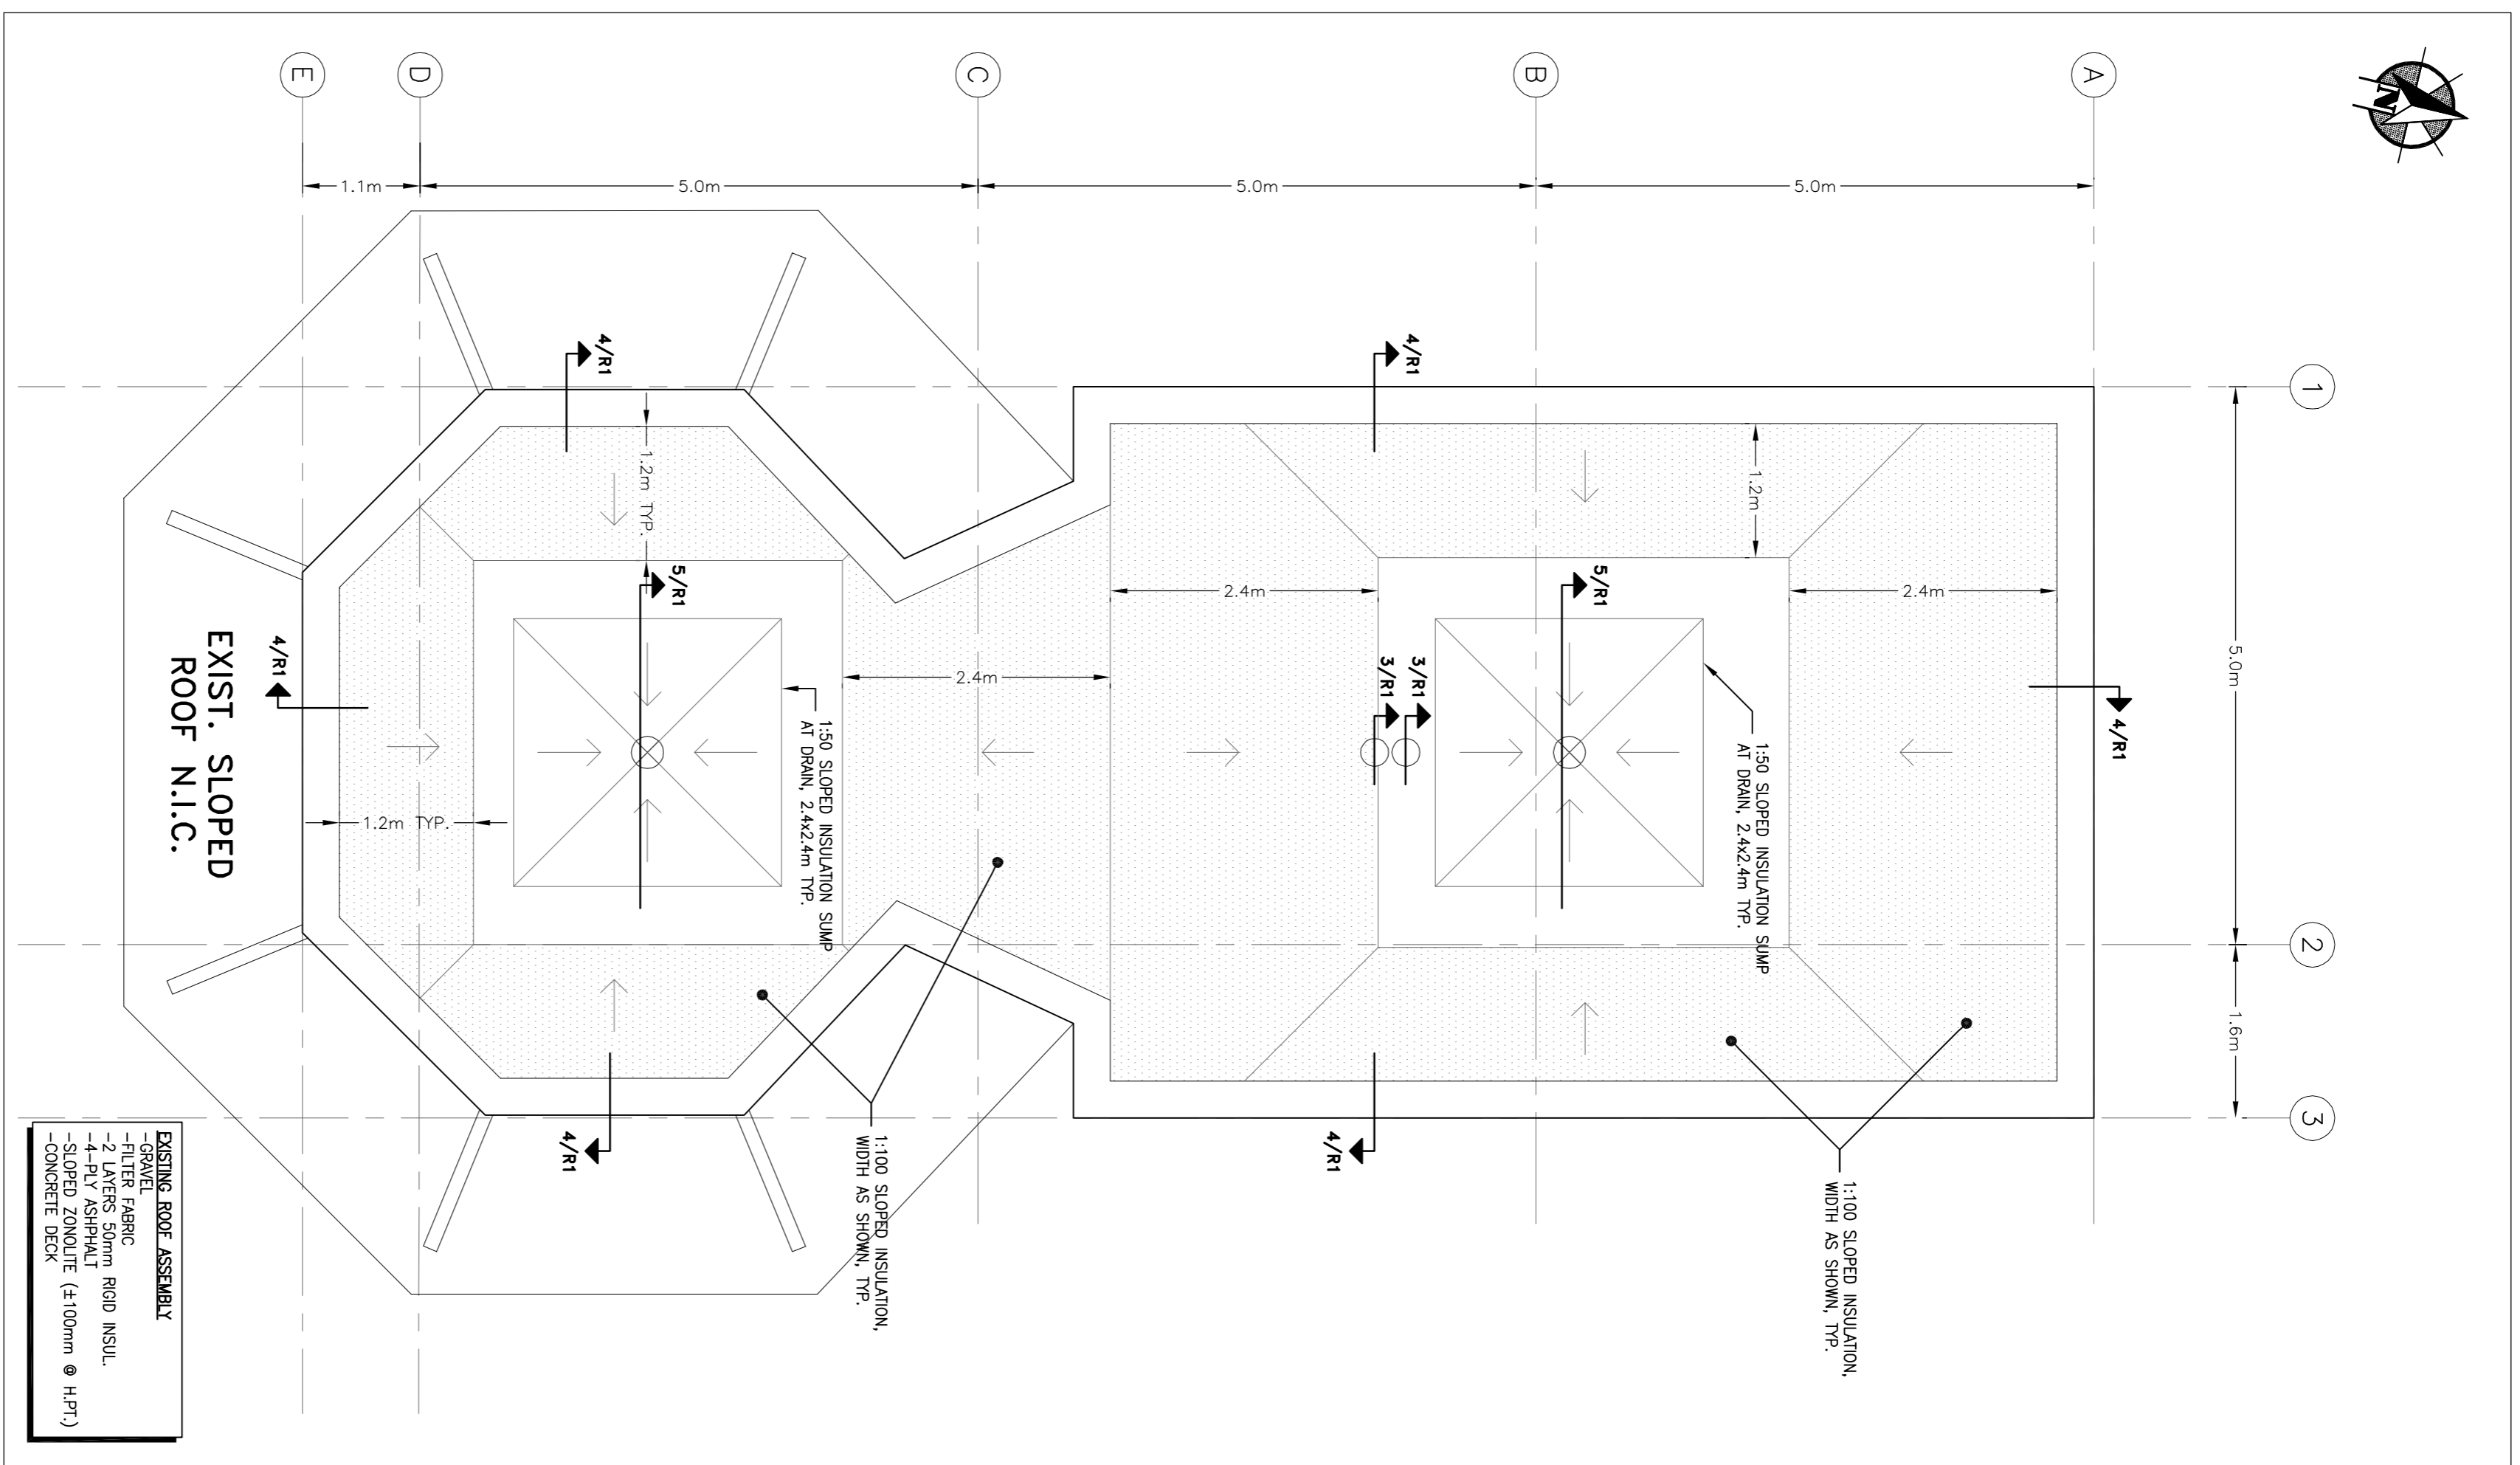 N
A
B
C
D
E
5.0m
5.0m
5.0m
1.1m
1
2
3
5.0m
1.6m
4/R1
4/R1
4/R1
4/R1
4/R1
4/R1
5/R1
5/R1
3/R1
3/R1
1.2m
2.4m
2.4m
2.4m
1.2m TYP.
1.2m TYP.
1:50 SLOPED INSULATION SUMP
AT DRAIN, 2.4x2.4m TYP.
1:50 SLOPED INSULATION SUMP
AT DRAIN, 2.4x2.4m TYP.
1:100 SLOPED INSULATION,
WIDTH AS SHOWN, TYP.
1:100 SLOPED INSULATION,
WIDTH AS SHOWN, TYP.
EXIST. SLOPED
ROOF N.I.C.
EXISTING ROOF ASSEMBLY
-GRAVEL
-FILTER FABRIC
-2 LAYERS 50mm RIGID INSUL.
-4-PLY ASHPHALT
-SLOPED ZONOLITE (±100mm @ H.PT.)
-CONCRETE DECK